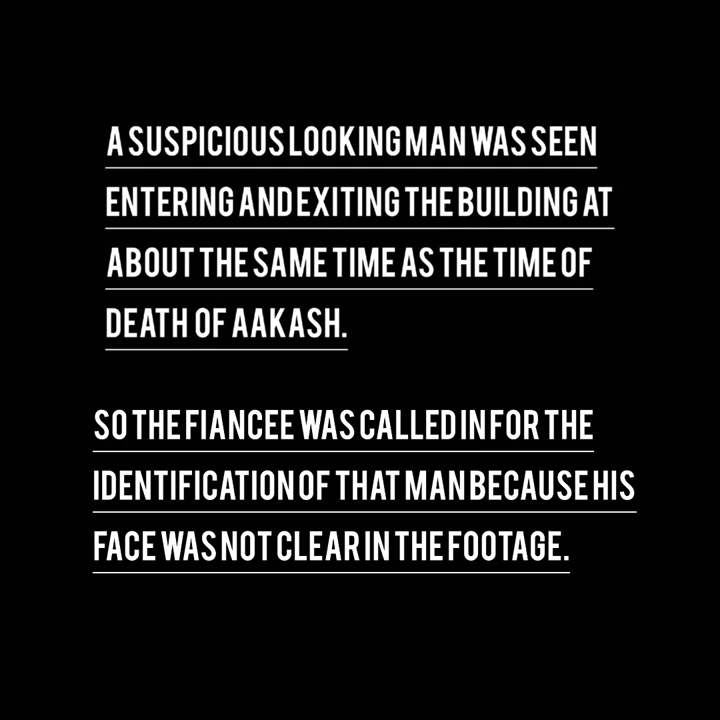 A SUSPICIOUS LOOKING MAN WAS SEEN
ENTERING AND EXITING THE BUILDING AT
ABOUT THE SAME TIME AS THE TIME OF
DEATH OF AAKASH.
SO THE FIANCEE WAS CALLED IN FOR THE
IDENTIFICATION OF THAT MAN BECAUSE HIS
FACE WAS NOT CLEAR IN THE FOOTAGE.